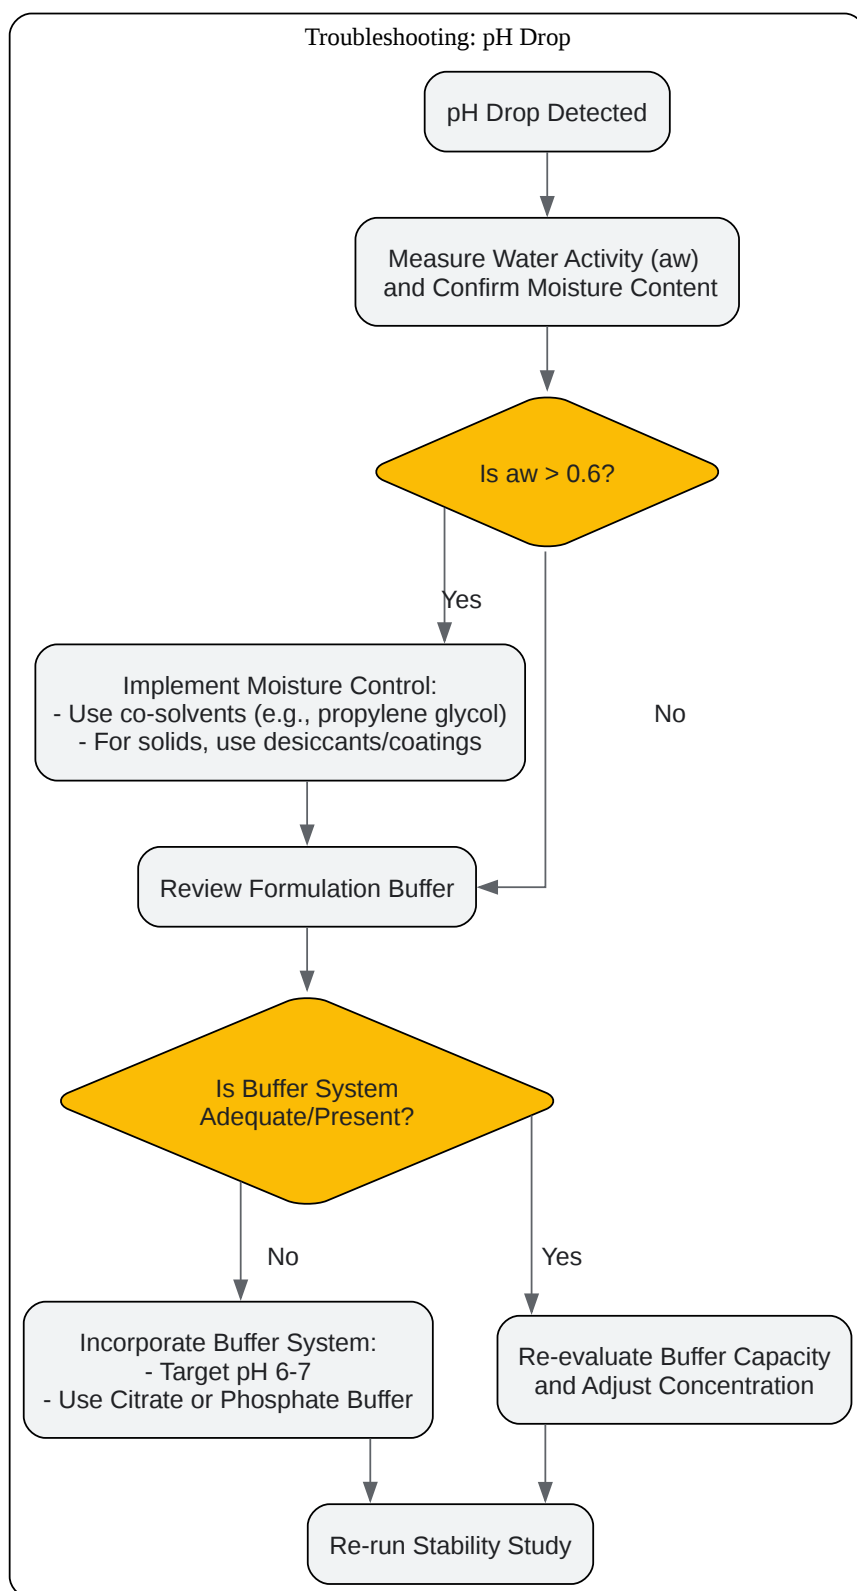 Troubleshooting: pH Drop
pH Drop Detected
Measure Water Activity (aw)
and Confirm Moisture Content
Is aw > 0.6?
Yes
Implement Moisture Control:
- Use co-solvents (e.g., propylene glycol)
- For solids, use desiccants/coatings
No
Review Formulation Buffer
Is Buffer System
Adequate/Present?
No
Yes
Incorporate Buffer System:
- Target pH 6-7
- Use Citrate or Phosphate Buffer
Re-evaluate Buffer Capacity
and Adjust Concentration
Re-run Stability Study